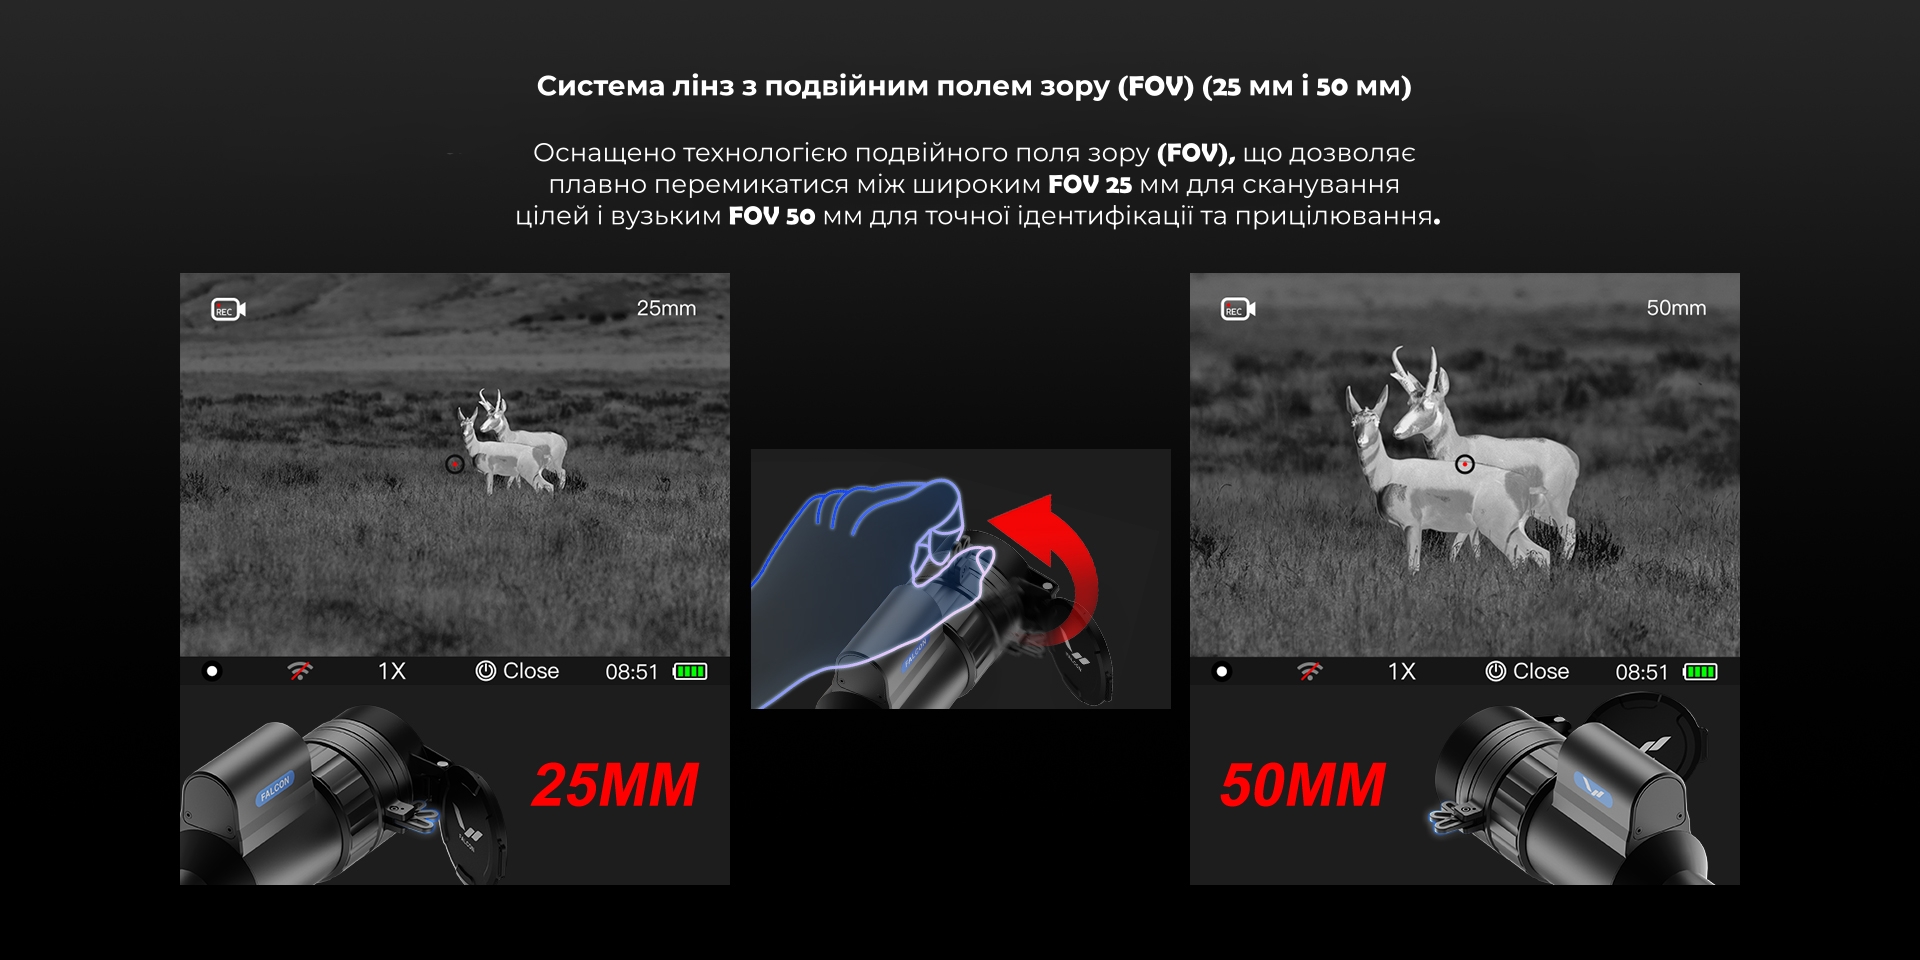 Система лінз з подвійним полем зору (FOV) (25 мм і 50 мм)
Оснащено технологією подвійного поля зору (FOV), що дозволяє
плавно перемикатися між широким FOV 25 мм для сканування
цілей і вузьким FOV 50 мм для точної ідентифікації та прицілювання.
REC
25mm
1X
Close
08:51
FALCON
FALCON
25MM
FALCON
FALCON
REC
50mm
1X
Close
08:51
50MM